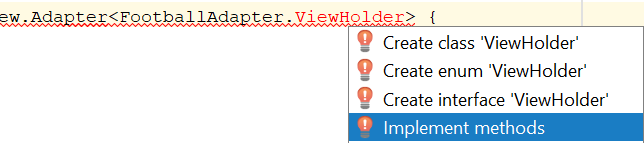 ew.Adapter<FootballAdapter.ViewHolder> {
Create class 'ViewHolder'
Create enum 'ViewHolder'
Create interface 'ViewHolder'
Implement methods